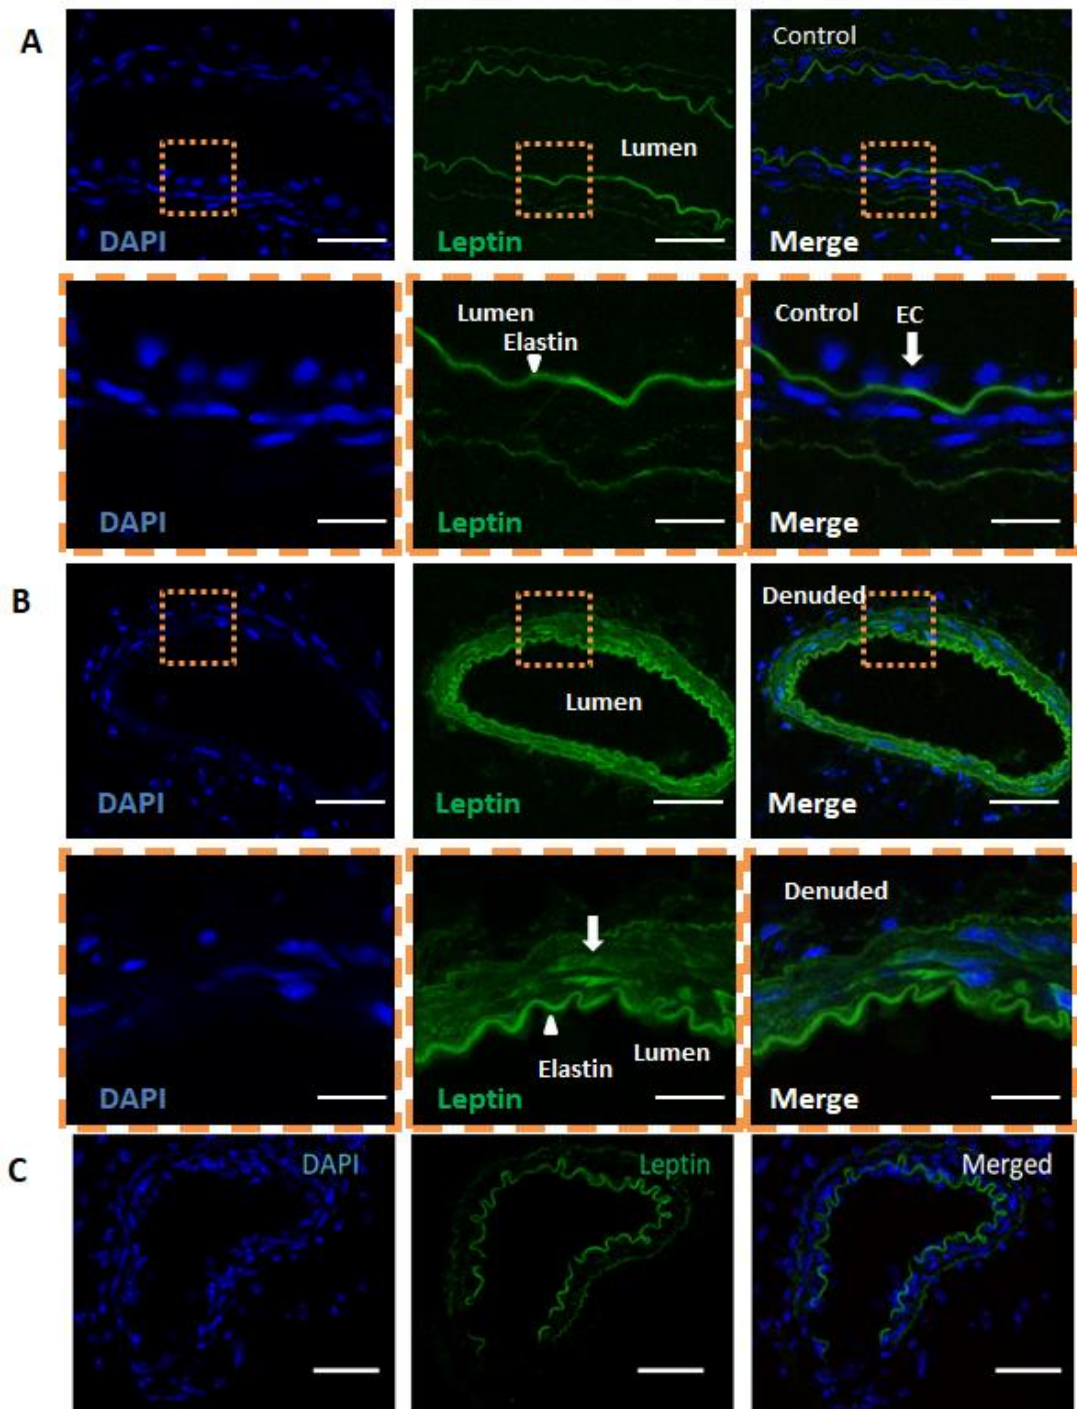 A
Control
Lumen
DAPI
Leptin
Merge
Lumen
Elastin
Control
EC
DAPI
Leptin
Merge
B
Denuded
Lumen
DAPI
Leptin
Merge
Denuded
Elastin
Lumen
DAPI
Leptin
Merge
C
DAPI
Leptin
Merged